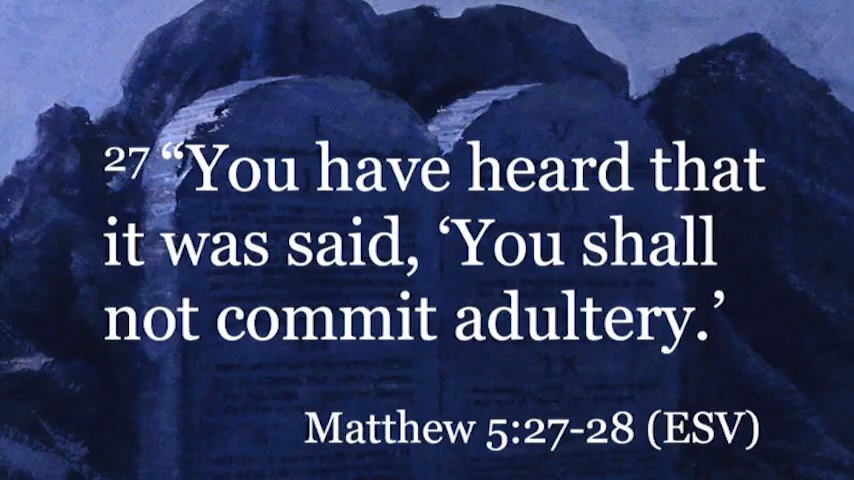 27 “You have heard that
it was said, ‘You shall
not commit adultery.’
Matthew 5:27-28 (ESV)